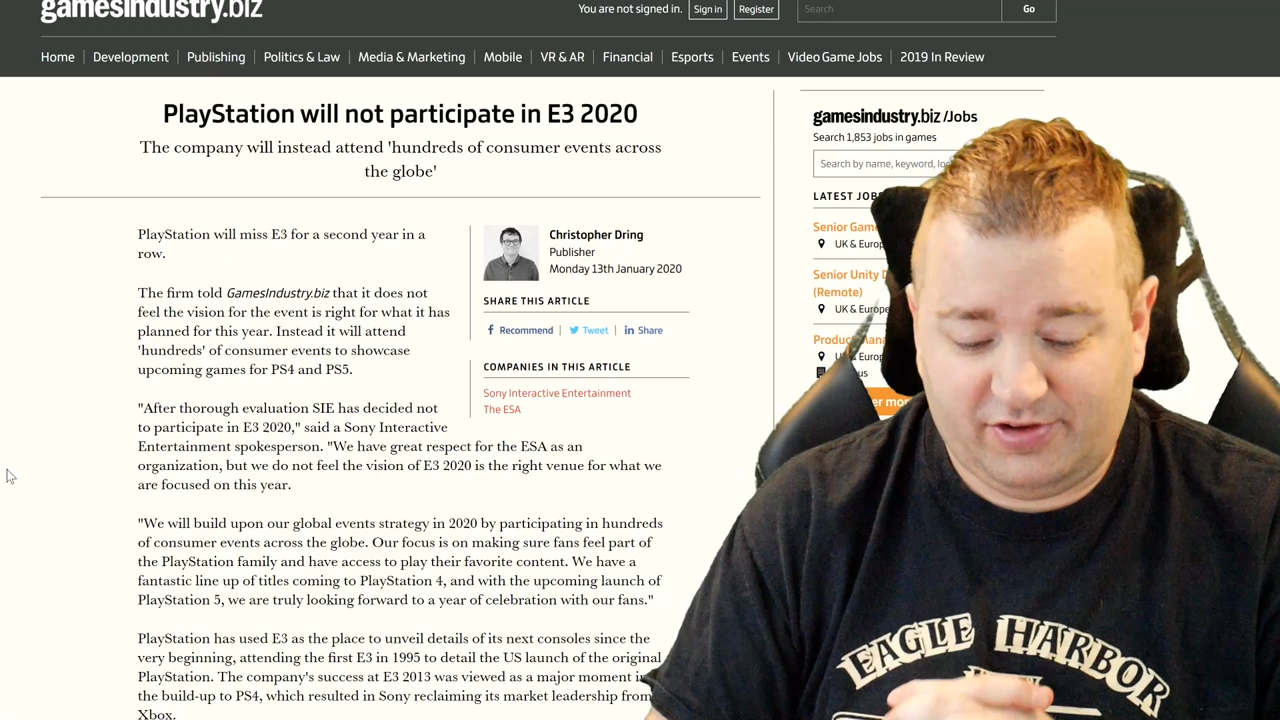 gamesindustry.biz
You are not signed in. Sign in Register Search Go
Home Development Publishing Politics & Law Media & Marketing Mobile VR & AR Financial Esports Events Video Game Jobs 2019 In Review
PlayStation will not participate in E3 2020
The company will instead attend 'hundreds of consumer events across
the globe'
PlayStation will miss E3 for a second year in a
row.
The firm told GamesIndustry.biz that it does not
feel the vision for the event is right for what it has
planned for this year. Instead it will attend
'hundreds' of consumer events to showcase
upcoming games for PS4 and PS5.
"After thorough evaluation SIE has decided not
to participate in E3 2020," said a Sony Interactive
Entertainment spokesperson. "We have great respect for the ESA as an
organization, but we do not feel the vision of E3 2020 is the right venue for what we
are focused on this year.
"We will build upon our global events strategy in 2020 by participating in hundreds
of consumer events across the globe. Our focus is on making sure fans feel part of
the PlayStation family and have access to play their favorite content. We have a
fantastic line up of titles coming to PlayStation 4, and with the upcoming launch of
PlayStation 5, we are truly looking forward to a year of celebration with our fans."
PlayStation has used E3 as the place to unveil details of its next consoles since the
very beginning, attending the first E3 in 1995 to detail the US launch of the original
PlayStation. The company's success at E3 2013 was viewed as a major moment
the build-up to PS4, which resulted in Sony reclaiming its market leadership from
Xbox.
Christopher Dring
Publisher
Monday 13th January 2020
SHARE THIS ARTICLE
Recommend Tweet Share
COMPANIES IN THIS ARTICLE
Sony Interactive Entertainment
The ESA
gamesindustry.biz /Jobs
Search 1,853 jobs in games
Search by name, keyword,
LATEST
Senior
UK &
Senior Unity
(Remote)
UK &
UK &
EAGLE HARBOR